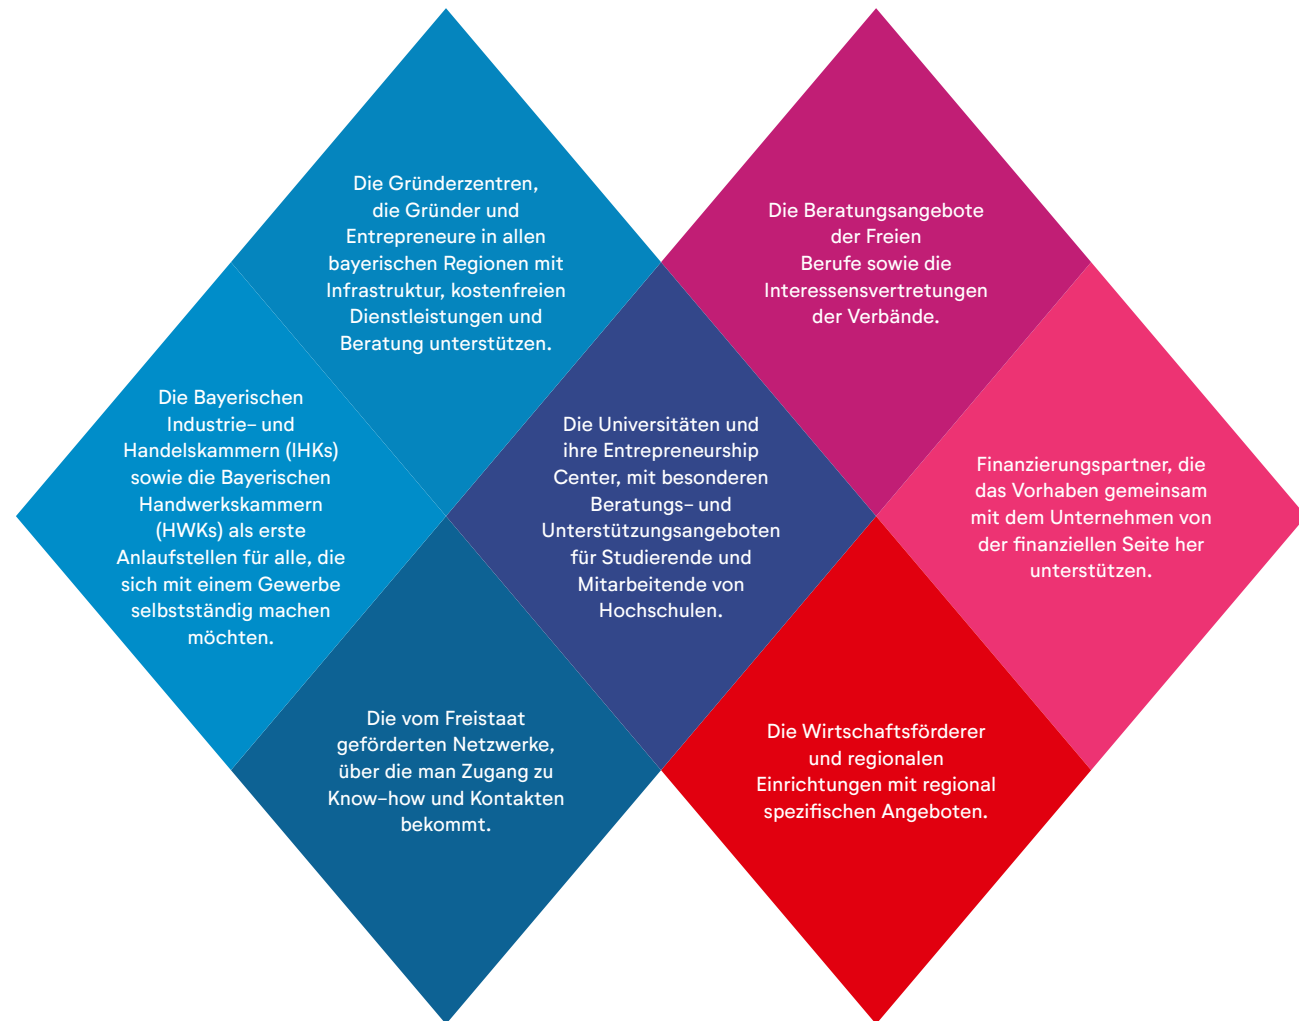 Die Gründerzentren,
die Gründer und
Entrepreneure in allen
bayerischen Regionen mit
Infrastruktur, kostenfreien
Dienstleistungen und
Beratung unterstützen.
Die Beratungsangebote
der Freien
Berufe sowie die
Interessensvertretungen
der Verbände.
Die Bayerischen
Industrie– und
Handelskammern (IHKs)
sowie die Bayerischen
Handwerkskammern
(HWKs) als erste
Anlaufstellen für alle, die
sich mit einem Gewerbe
selbstständig machen
möchten.
Die Universitäten und
ihre Entrepreneurship
Center, mit besonderen
Beratungs– und
Unterstützungsangeboten
für Studierende und
Mitarbeitende von
Hochschulen.
Finanzierungspartner, die
das Vorhaben gemeinsam
mit dem Unternehmen von
der finanziellen Seite her
unterstützen.
Die vom Freistaat
geförderten Netzwerke,
über die man Zugang zu
Know–how und Kontakten
bekommt.
Die Wirtschaftsförderer
und regionalen
Einrichtungen mit regional
spezifischen Angeboten.